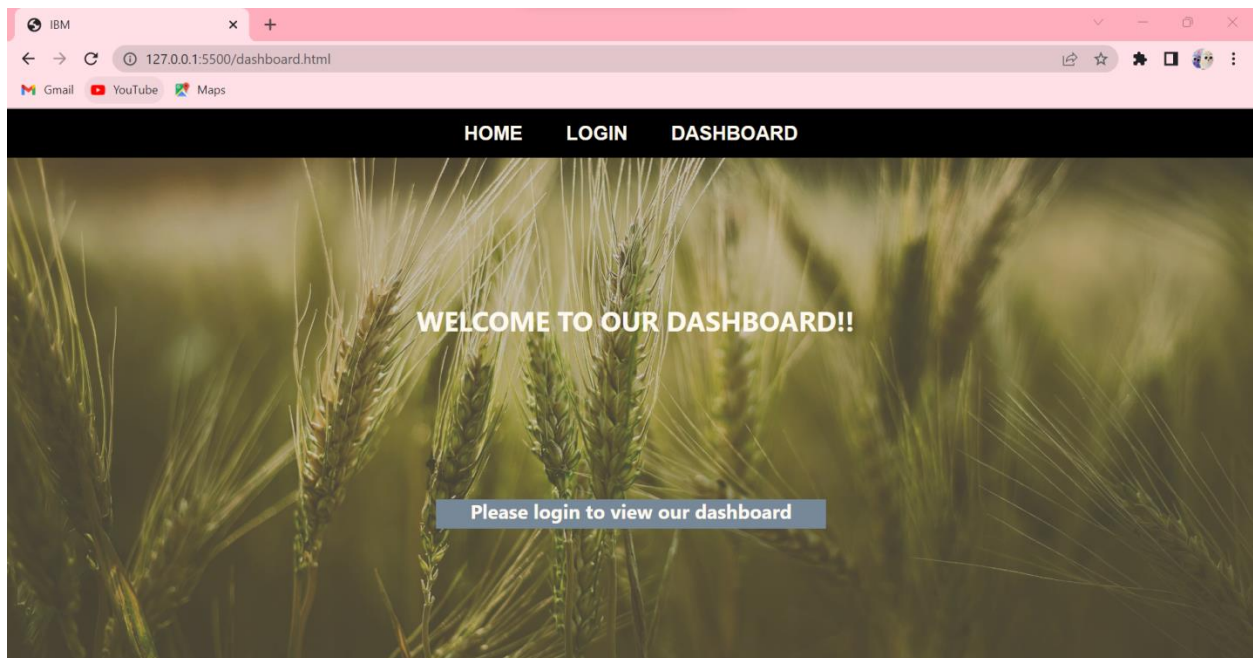 IBM
127.0.0.1:5500/dashboard.html
Gmail YouTube Maps
HOME LOGIN DASHBOARD
WELCOME TO OUR DASHBOARD!!
Please login to view our dashboard